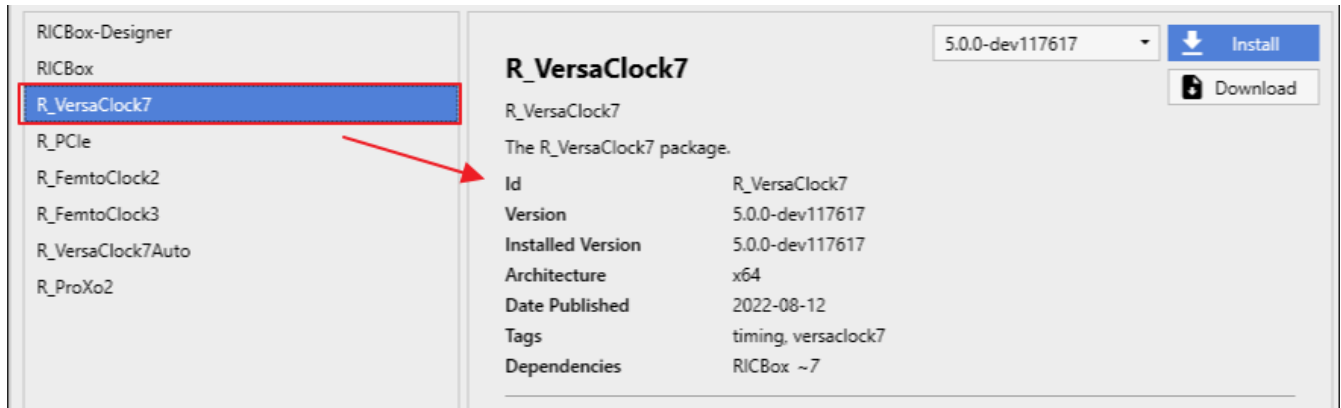 RICBox-Designer
RICBox
R_VersaClock7
R_PCIe
R_FemtoClock2
R_FemtoClock3
R_VersaClock7Auto
R_ProXo2
5.0.0-dev117617
Install
Download
R_VersaClock7
R_VersaClock7
The R_VersaClock7 package.
Id R_VersaClock7
Version 5.0.0-dev117617
Installed Version 5.0.0-dev117617
Architecture x64
Date Published 2022-08-12
Tags timing, versaclock7
Dependencies RICBox ~7